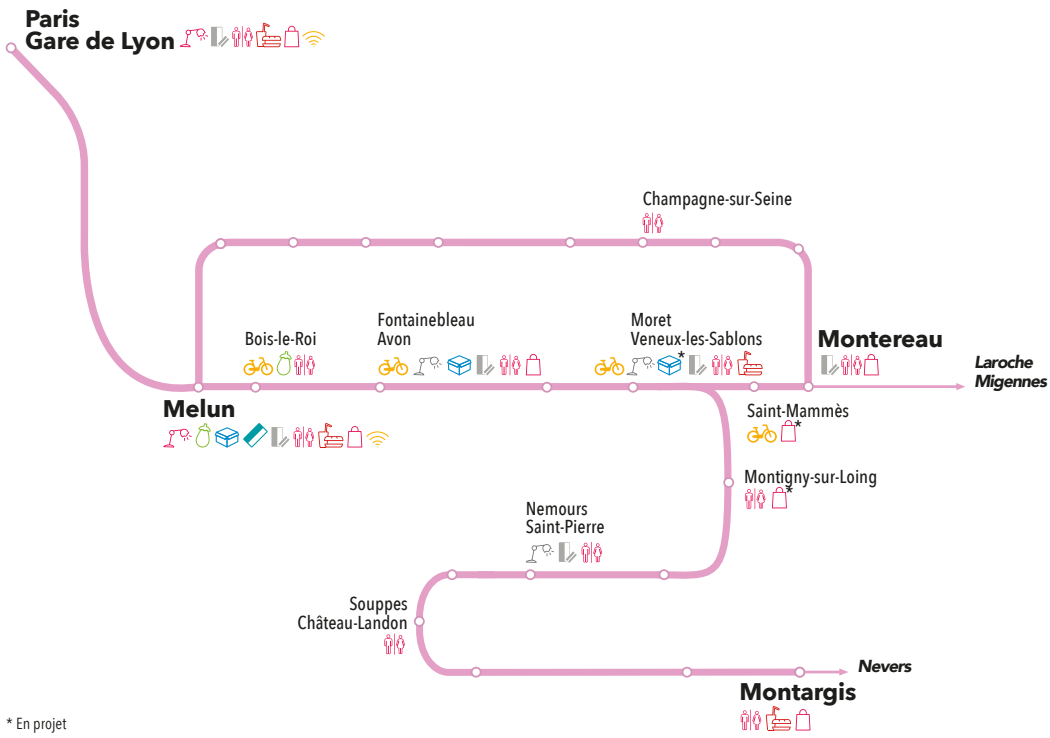 Paris
Gare de Lyon
Champagne-sur-Seine
Bois-le-Roi
Fontainebleau
Avon
Moret
Veneux-les-Sablons
*
Montereau
Laroche
Migennes
Melun
Saint-Mammès
*
Montigny-sur-Loing
*
Nemours
Saint-Pierre
Souppes
Château-Landon
Nevers
Montargis
* En projet